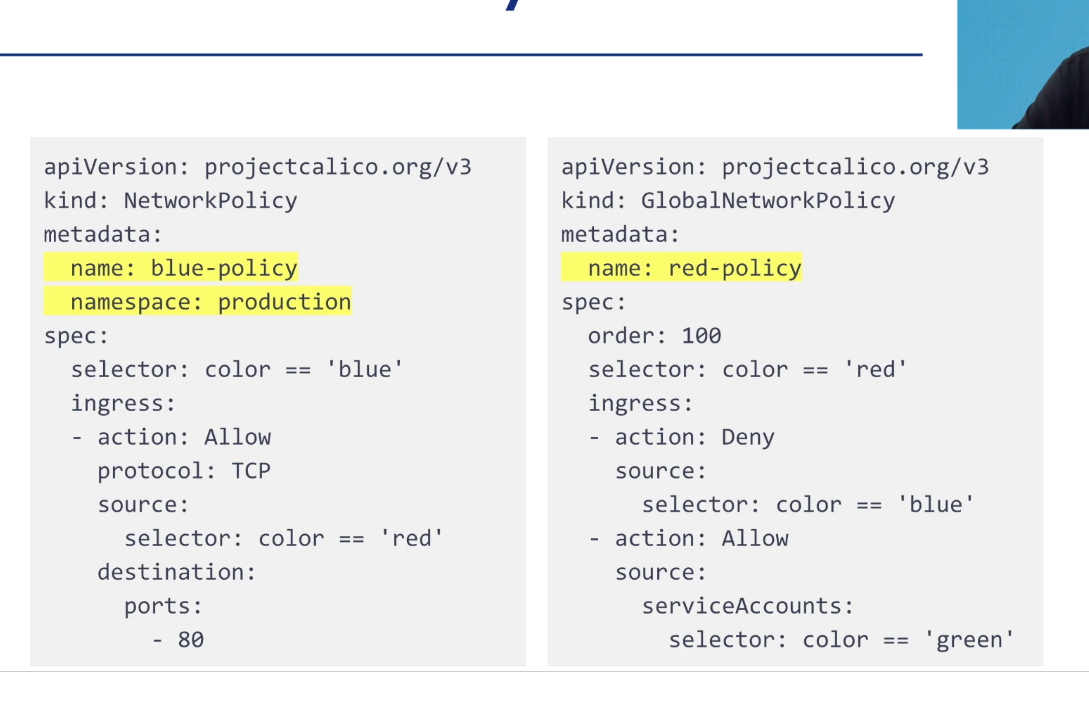 apiVersion: projectcalico.org/v3
kind: NetworkPolicy
metadata:
  name: blue-policy
  namespace: production
spec:
  selector: color == 'blue'
  ingress:
  - action: Allow
    protocol: TCP
    source:
      selector: color == 'red'
    destination:
      ports:
        - 80
apiVersion: projectcalico.org/v3
kind: GlobalNetworkPolicy
metadata:
  name: red-policy
spec:
  order: 100
  selector: color == 'red'
  ingress:
  - action: Deny
    source:
      selector: color == 'blue'
  - action: Allow
    source:
      serviceAccounts:
        selector: color == 'green'